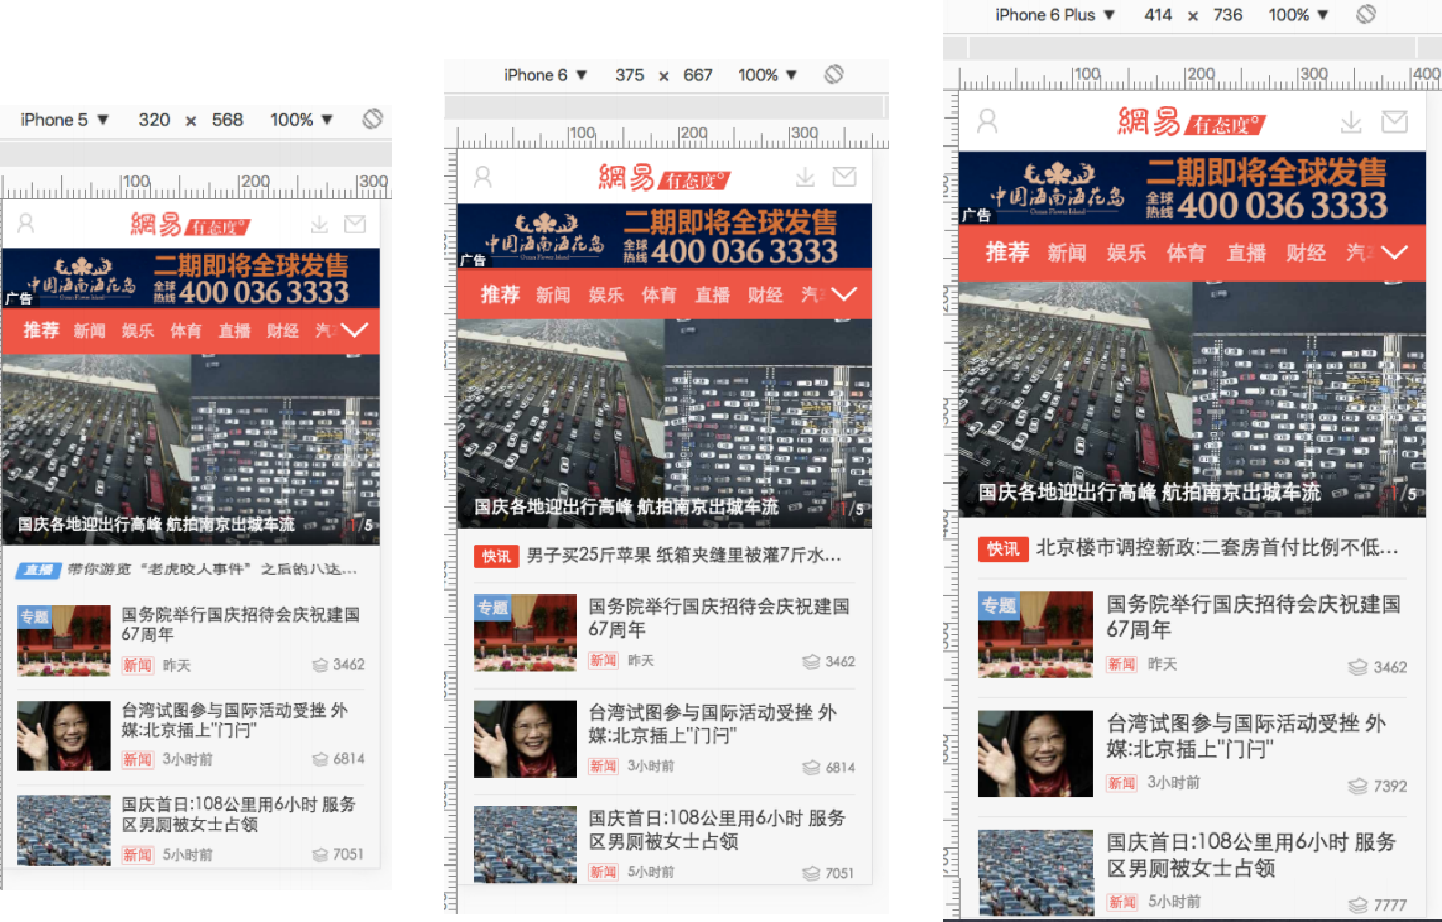 iPhone 5 ▼ 320 x 568 100% ▼
100 200 300
網易 有态度°
中国海南海花岛
Ocean Flower Island
二期即将全球发售
全球热线 400 036 3333
广告
推荐 新闻 娱乐 体育 直播 财经 汽
国庆各地迎出行高峰 航拍南京出城车流 1/5
直播 带你游览“老虎咬人事件”之后的八达...
专题
国务院举行国庆招待会庆祝建国
67周年
新闻 昨天 3462
台湾试图参与国际活动受挫 外
媒:北京插上"门闩"
新闻 3小时前 6814
国庆首日:108公里用6小时 服务
区男厕被女士占领
新闻 5小时前 7051
iPhone 6 ▼ 375 x 667 100% ▼
100 200 300
網易 有态度°
中国海南海花岛
Ocean Flower Island
二期即将全球发售
全球热线 400 036 3333
广告
推荐 新闻 娱乐 体育 直播 财经 汽
国庆各地迎出行高峰 航拍南京出城车流 1/5
快讯 男子买25斤苹果 纸箱夹缝里被灌7斤水...
专题
国务院举行国庆招待会庆祝建国
67周年
新闻 昨天 3462
台湾试图参与国际活动受挫 外
媒:北京插上"门闩"
新闻 3小时前 6814
国庆首日:108公里用6小时 服务
区男厕被女士占领
新闻 5小时前 7051
iPhone 6 Plus ▼ 414 x 736 100% ▼
100 200 300 400
網易 有态度°
中国海南海花岛
Ocean Flower Island
二期即将全球发售
全球热线 400 036 3333
广告
推荐 新闻 娱乐 体育 直播 财经 汽
国庆各地迎出行高峰 航拍南京出城车流 1/5
快讯 北京楼市调控新政:二套房首付比例不低...
专题
国务院举行国庆招待会庆祝建国
67周年
新闻 昨天 3462
台湾试图参与国际活动受挫 外
媒:北京插上"门闩"
新闻 3小时前 7392
国庆首日:108公里用6小时 服务
区男厕被女士占领
新闻 5小时前 7777